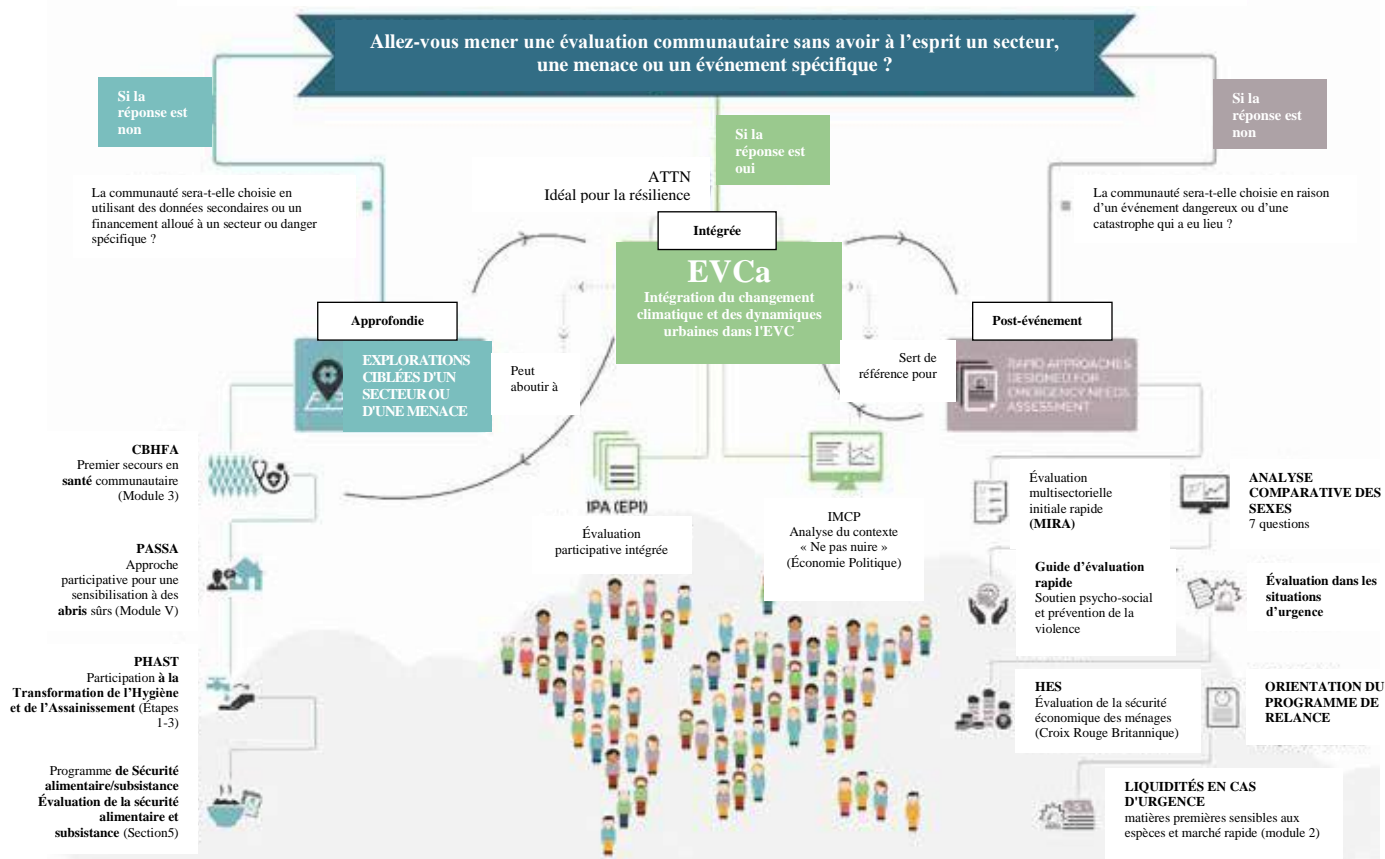 Allez-vous mener une évaluation communautaire sans avoir à l'esprit un secteur,
une menace ou un événement spécifique ?
Si la
réponse est
non
Si la
réponse est
oui
Si la
réponse est
non
La communauté sera-t-elle choisie en
utilisant des données secondaires ou un
financement alloué à un secteur ou danger
spécifique ?
ATTN
Idéal pour la résilience
La communauté sera-t-elle choisie en raison
d'un événement dangereux ou d'une
catastrophe qui a eu lieu ?
Intégrée
EVCa
Intégration du changement
climatique et des dynamiques
urbaines dans l'EVC
Approfondie
EXPLORATIONS
CIBLÉES D'UN
SECTEUR OU
D'UNE MENACE
Peut
aboutir à
Sert de
référence pour
Post-événement
RAPID APPROACHES
DESIGNED FOR
EMERGENCY NEEDS
ASSESSMENT
CBHFA
Premier secours en
santé communautaire
(Module 3)
PASSA
Approche
participative pour une
sensibilisation à des
abris sûrs (Module V)
PHAST
Participation à la
Transformation de l'Hygiène
et de l'Assainissement (Étapes
1-3)
Programme de Sécurité
alimentaire/subsistance
Évaluation de la sécurité
alimentaire et
subsistance (Section5)
IPA (EPI)
Évaluation
participative intégrée
IMCP
Analyse du contexte
« Ne pas nuire »
(Économie Politique)
Évaluation
multisectorielle
initiale rapide
(MIRA)
ANALYSE
COMPARATIVE DES
SEXES
7 questions
Guide d'évaluation
rapide
Soutien psycho-social
et prévention de la
violence
Évaluation dans les
situations
d'urgence
HES
Évaluation de la sécurité
économique des ménages
(Croix Rouge Britannique)
ORIENTATION DU
PROGRAMME DE
RELANCE
LIQUIDITÉS EN CAS
D'URGENCE
matières premières sensibles aux
espèces et marché rapide (module 2)